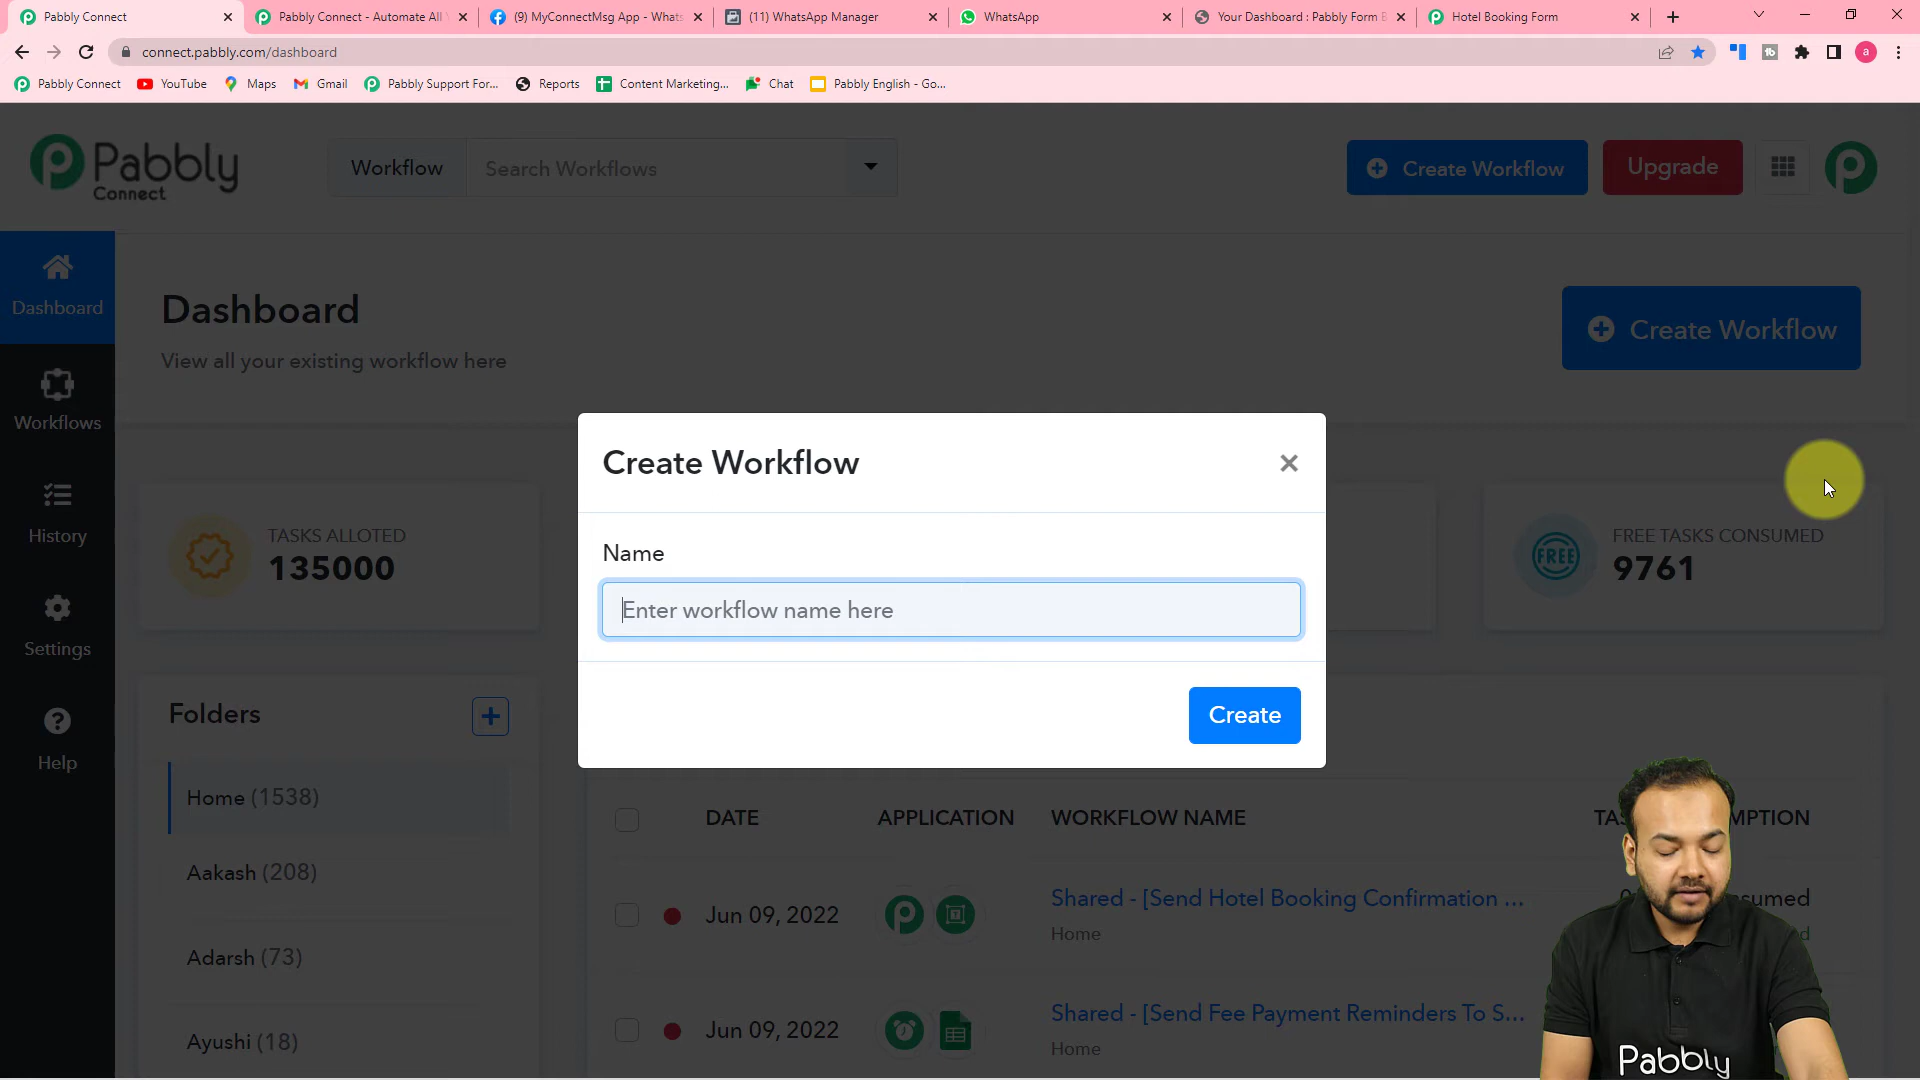 Pabbly Connect
Pabbly Connect - Automate All
(9) MyConnectMsg App - Whats
(11) WhatsApp Manager
WhatsApp
Your Dashboard : Pabbly Form B
Hotel Booking Form
connect.pabbly.com/dashboard
a
Pabbly Connect
YouTube
Maps
Gmail
Pabbly Support For...
Reports
Content Marketing...
Chat
Pabbly English - Go...
Pabbly
Connect
Workflow
Search Workflows
Create Workflow
Upgrade
Dashboard
View all your existing workflow here
Create Workflow
Dashboard
Workflows
History
Settings
Help
TASKS ALLOTED
135000
FREE
FREE TASKS CONSUMED
9761
Create Workflow
Name
Enter workflow name here
Create
Folders
Home (1538)
Aakash (208)
Adarsh (73)
Ayushi (18)
DATE
APPLICATION
WORKFLOW NAME
Jun 09, 2022
Shared - [Send Hotel Booking Confirmation ...
Home
Jun 09, 2022
Shared - [Send Fee Payment Reminders To S...
Home
Pabbly